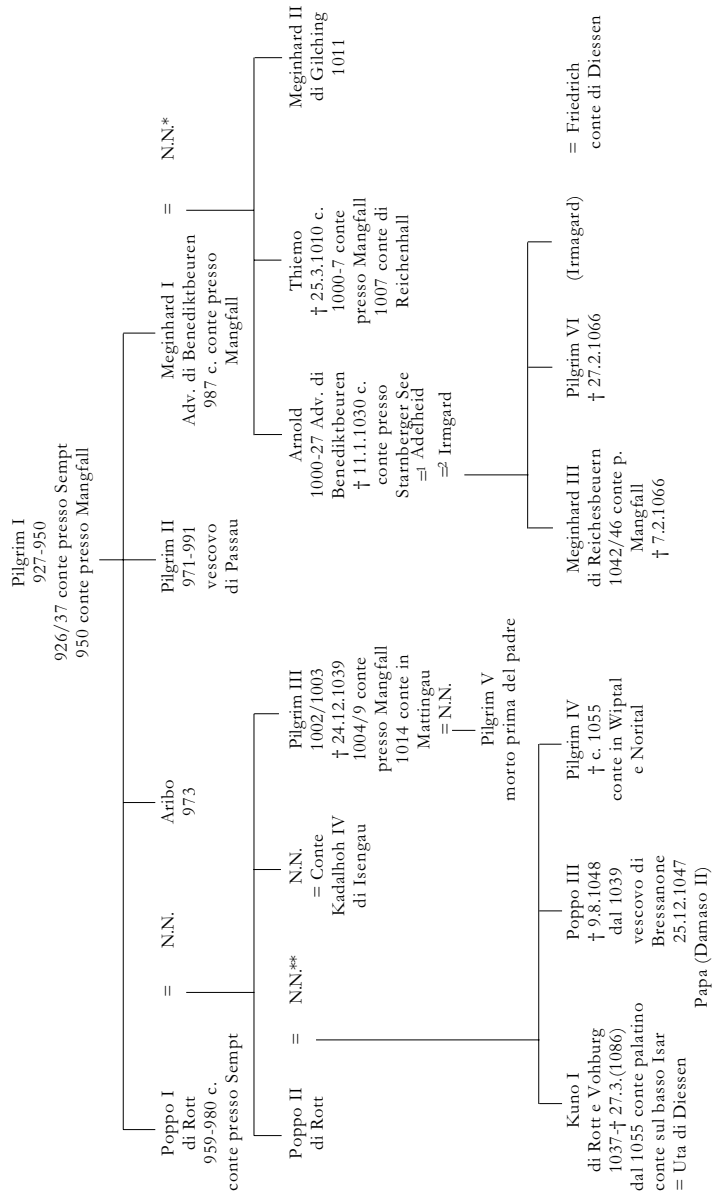 Pilgrim I
927-950
926/37 conte presso Sempt
950 conte presso Mangfall
Poppo I
di Rott
959-980 c.
conte presso Sempt
=
N.N.
Aribo
973
Pilgrim II
971-991
vescovo
di Passau
Meginhard I
Adv. di Benediktbeuren
987 c. conte presso
Mangfall
=
N.N.*
Poppo II
di Rott
=
N.N.**
N.N.
= Conte
Kadalhoh IV
di Isengau
Pilgrim III
1002/1003
† 24.12.1039
1004/9 conte
presso Mangfall
1014 conte in
Mattingau
= N.N.
Pilgrim V
morto prima del padre
Arnold
1000-27 Adv. di
Benediktbeuren
† 11.1.1030 c.
conte presso
Starnberger See
=1 Adelheid
=2 Irmgard
Thiemo
† 25.3.1010 c.
1000-7 conte
presso Mangfall
1007 conte di
Reichenhall
Meginhard II
di Gilching
1011
Kuno I
di Rott e Vohburg
1037-† 27.3.(1086)
dal 1055 conte palatino
conte sul basso Isar
= Uta di Diessen
Poppo III
† 9.8.1048
dal 1039
vescovo di
Bressanone
25.12.1047
Papa (Damaso II)
Pilgrim IV
† c. 1055
conte in Wiptal
e Norital
Meginhard III
di Reichesbeuern
1042/46 conte p.
Mangfall
† 7.2.1066
Pilgrim VI
† 27.2.1066
(Irmagard)
= Friedrich
conte di Diessen